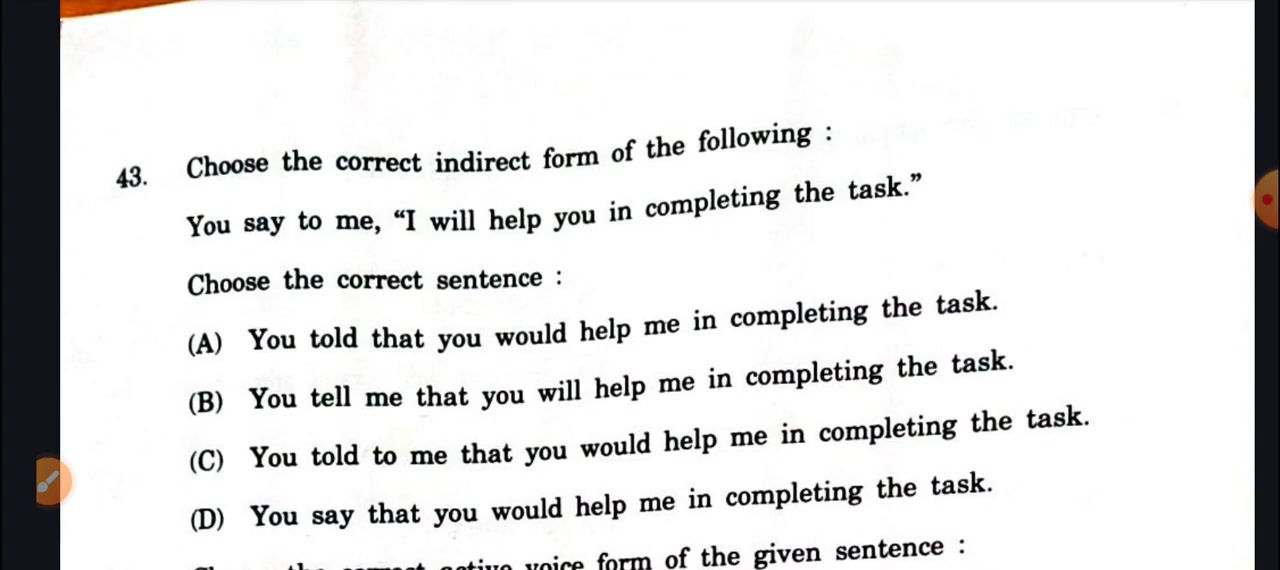 43. Choose the correct indirect form of the following :
You say to me, “I will help you in completing the task.”
Choose the correct sentence :
(A) You told that you would help me in completing the task.
(B) You tell me that you will help me in completing the task.
(C) You told to me that you would help me in completing the task.
(D) You say that you would help me in completing the task.
correct active voice form of the given sentence :